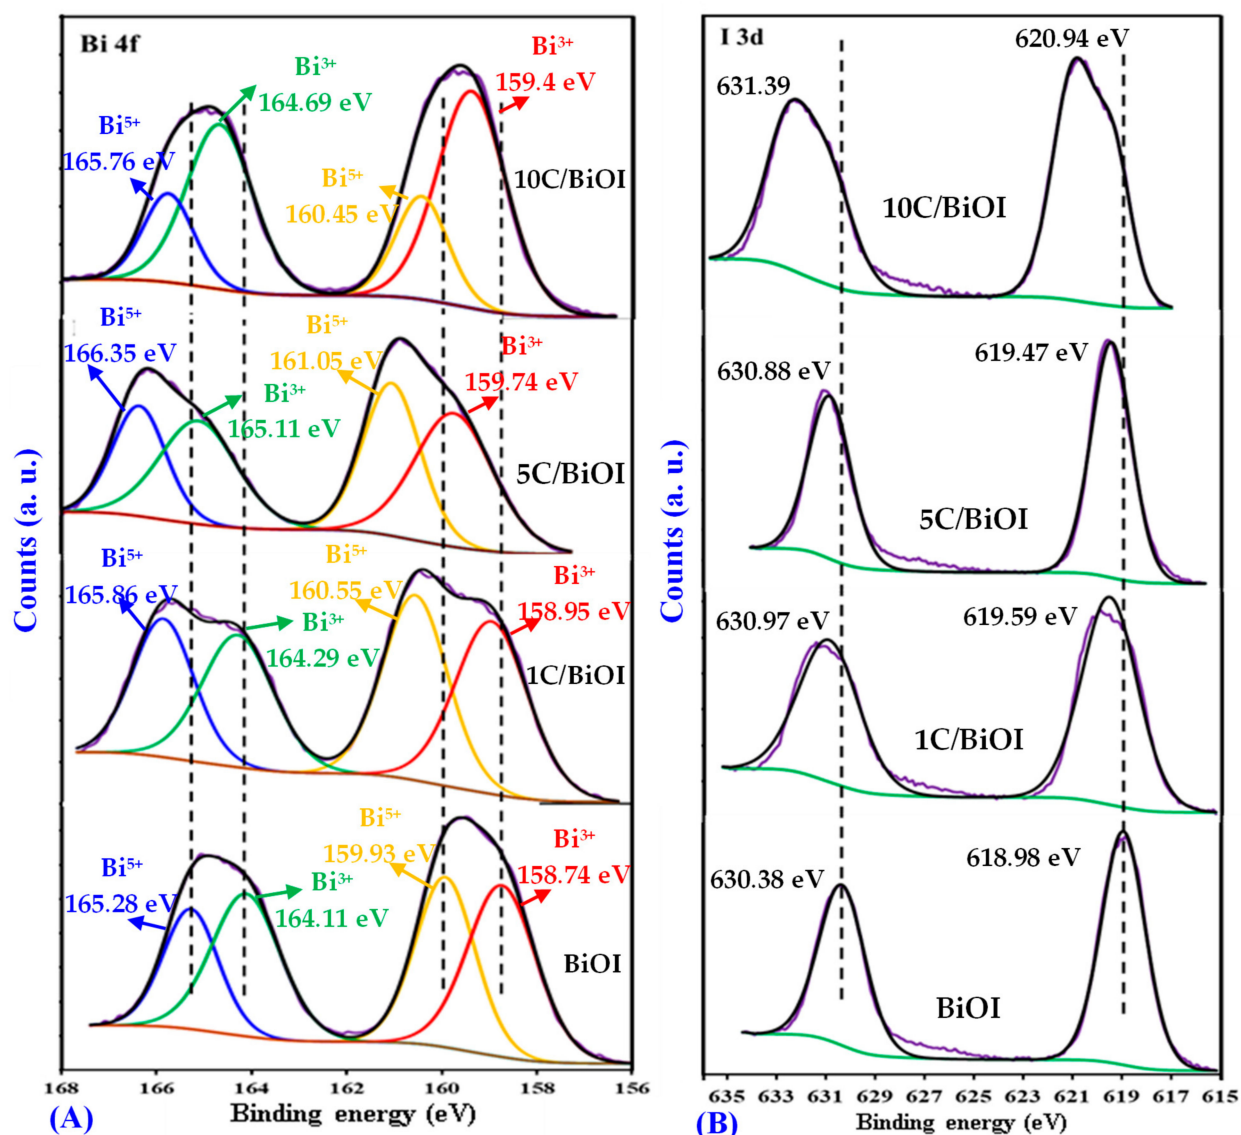 Bi 4f
Bi³⁺
159.4 eV
Bi³⁺
164.69 eV
Bi⁵⁺
165.76 eV
Bi⁵⁺
160.45 eV
10C/BiOI
Bi⁵⁺
166.35 eV
Bi³⁺
165.11 eV
Bi⁵⁺
161.05 eV
Bi³⁺
159.74 eV
5C/BiOI
Bi⁵⁺
165.86 eV
Bi³⁺
164.29 eV
Bi⁵⁺
160.55 eV
Bi³⁺
158.95 eV
1C/BiOI
Bi⁵⁺
165.28 eV
Bi³⁺
164.11 eV
Bi⁵⁺
159.93 eV
Bi³⁺
158.74 eV
BiOI
Counts (a. u.)
168 166 164 162 160 158 156
Binding energy (eV)
(A)
I 3d
631.39
620.94 eV
10C/BiOI
630.88 eV
619.47 eV
5C/BiOI
630.97 eV
619.59 eV
1C/BiOI
630.38 eV
618.98 eV
BiOI
Counts (a. u.)
635 633 631 629 627 625 623 621 619 617 615
Binding energy (eV)
(B)